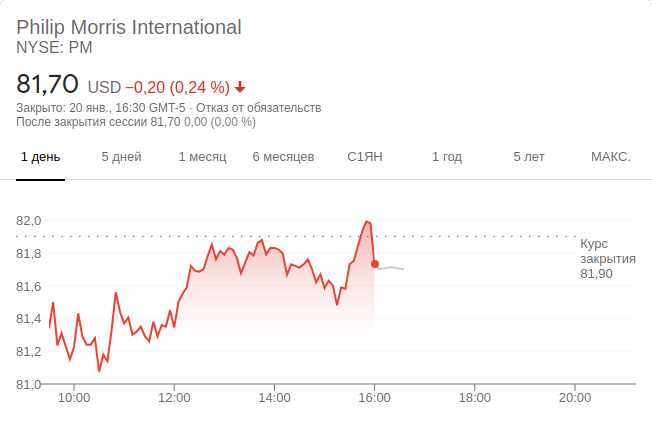 Philip Morris International
NYSE: PM
81,70 USD −0,20 (0,24 %)
Закрыто: 20 янв., 16:30 GMT-5 · Отказ от обязательств
После закрытия сессии 81,70 0,00 (0,00 %)
1 день 5 дней 1 месяц 6 месяцев С1ЯН 1 год 5 лет МАКС.
82,0
81,8
81,6
81,4
81,2
81,0
Курс
закрытия
81,90
10:00 12:00 14:00 16:00 18:00 20:00